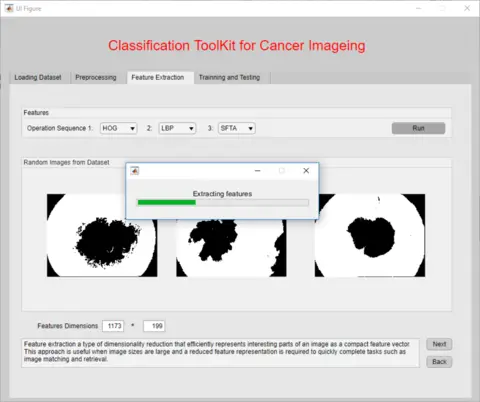 UI Figure
Classification ToolKit for Cancer Imageing
Loading Dataset Preprocessing Feature Extraction Trainning and Testing
Features
Operation Sequence 1: HOG 2: LBP 3: SFTA Run
Random Images from Dataset
Extracting features
Features Dimensions 1173 * 199
Feature extraction a type of dimensionality reduction that efficiently represents interesting parts of an image as a compact feature vector.
This approach is useful when image sizes are large and a reduced feature representation is required to quickly complete tasks such as
image matching and retrieval.
Next
Back